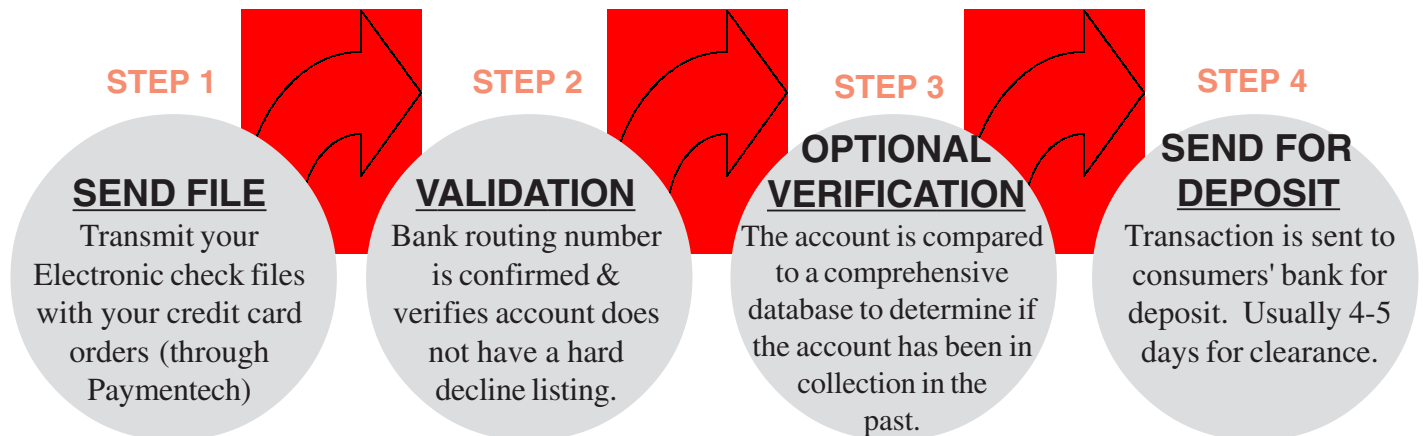 STEP 1
SEND FILE
Transmit your
Electronic check files
with your credit card
orders (through
Paymentech)
STEP 2
VALIDATION
Bank routing number
is confirmed &
verifies account does
not have a hard
decline listing.
STEP 3
OPTIONAL
VERIFICATION
The account is compared
to a comprehensive
database to determine if
the account has been in
collection in the
past.
STEP 4
SEND FOR
DEPOSIT
Transaction is sent to
consumers' bank for
deposit.  Usually 4-5
days for clearance.